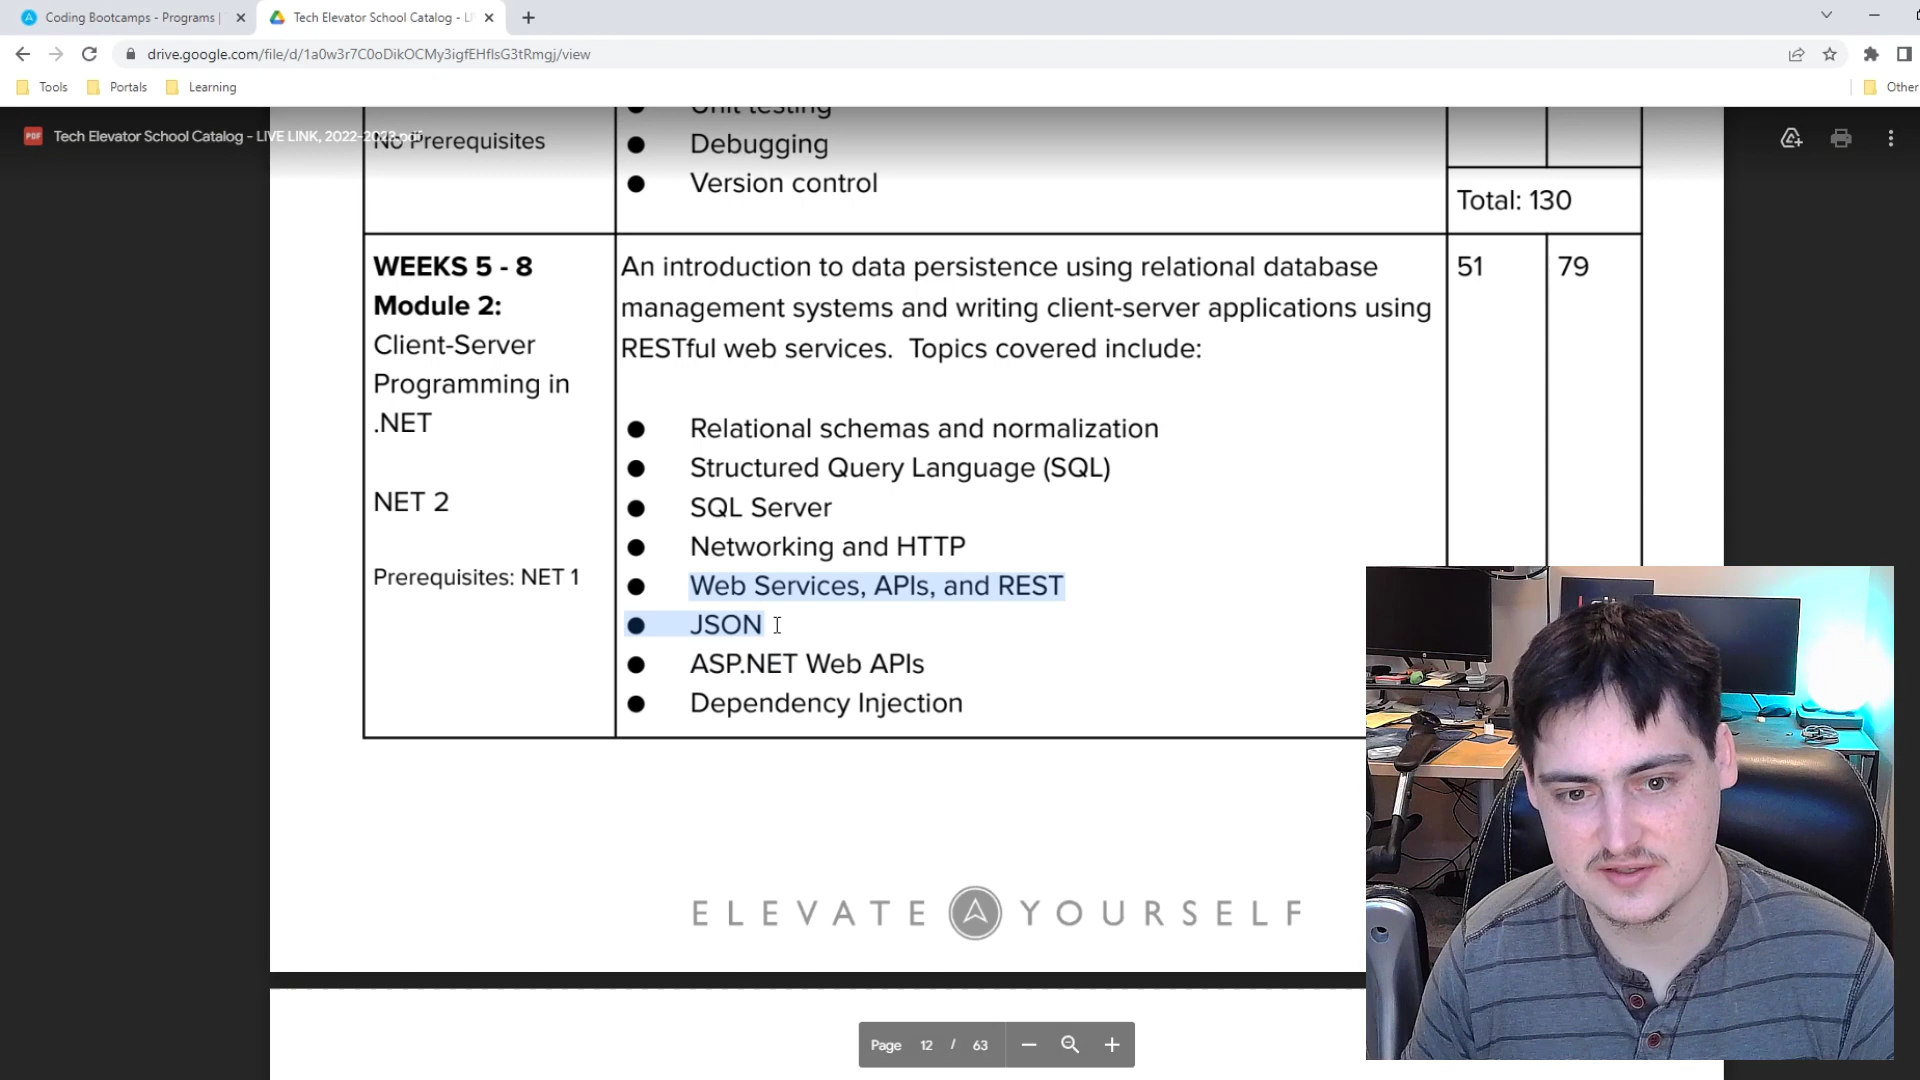 Coding Bootcamps - Programs |
Tech Elevator School Catalog - L
drive.google.com/file/d/1a0w3r7C0oDikOCMy3igfEHflsG3tRmgj/view
Tools
Portals
Learning
Other
PDF
Tech Elevator School Catalog - LIVE LINK, 2022-2023.pdf
No Prerequisites
Unit testing
Debugging
Version control
Total: 130
WEEKS 5 - 8
Module 2:
Client-Server
Programming in
.NET
NET 2
Prerequisites: NET 1
An introduction to data persistence using relational database
management systems and writing client-server applications using
RESTful web services. Topics covered include:
● Relational schemas and normalization
● Structured Query Language (SQL)
● SQL Server
● Networking and HTTP
● Web Services, APIs, and REST
● JSON
● ASP.NET Web APIs
● Dependency Injection
51
79
ELEVATE YOURSELF
Page 12 / 63